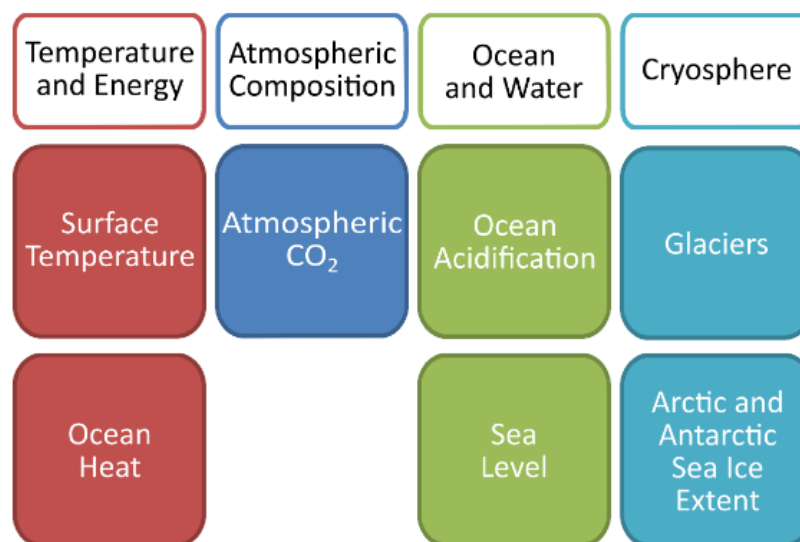 Temperature
and Energy
Atmospheric
Composition
Ocean
and Water
Cryosphere
Surface
Temperature
Atmospheric
CO₂
Ocean
Acidification
Glaciers
Ocean
Heat
Sea
Level
Arctic and
Antarctic
Sea Ice
Extent